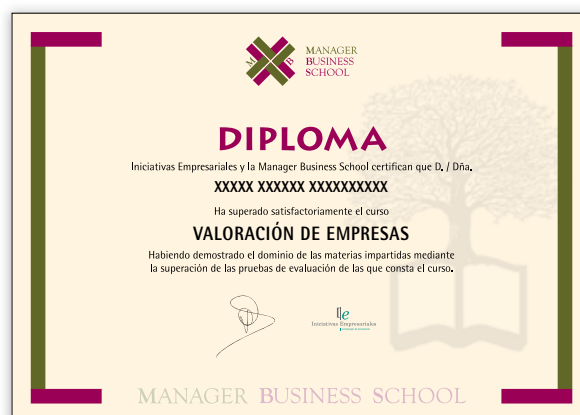 M B
MANAGER
BUSINESS
SCHOOL
DIPLOMA
Iniciativas Empresariales y la Manager Business School certifican que D. / Dña.
XXXXX XXXXXX XXXXXXXXXX
Ha superado satisfactoriamente el curso
VALORACIÓN DE EMPRESAS
Habiendo demostrado el dominio de las materias impartidas mediante
la superación de las pruebas de evaluación de las que consta el curso.
Ile
Iniciativas Empresariales
MANAGER BUSINESS SCHOOL